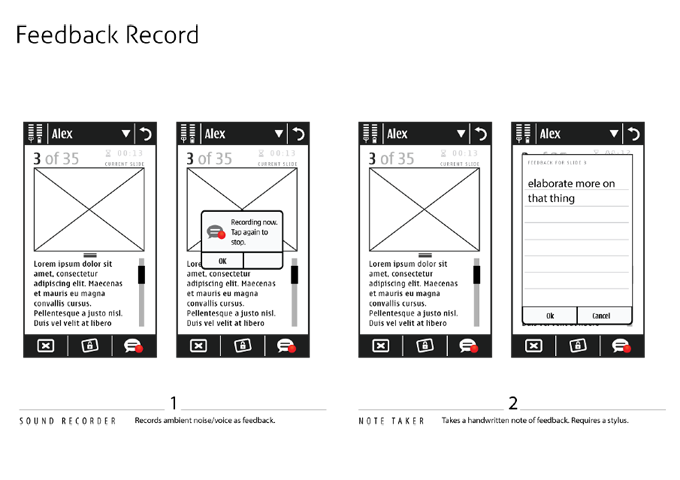 Feedback Record
Alex
3 of 35
00:13
CURRENT SLIDE
Lorem ipsum dolor sit
amet, consectetur
adipiscing elit. Maecenas
et mauris eu magna
convallis cursus.
Pellentesque a justo nisl.
Duis vel velit at libero
Alex
3 of 35
00:13
CURRENT SLIDE
Recording now.
Tap again to
stop.
OK
Lore
amet, consectetur
adipiscing elit. Maecenas
et mauris eu magna
convallis cursus.
Pellentesque a justo nisl.
Duis vel velit at libero
Alex
3 of 35
00:13
CURRENT SLIDE
Lorem ipsum dolor sit
amet, consectetur
adipiscing elit. Maecenas
et mauris eu magna
convallis cursus.
Pellentesque a justo nisl.
Duis vel velit at libero
Alex
FEEDBACK FOR SLIDE 3
elaborate more on
that thing
Ok Cancel
1
SOUND RECORDER Records ambient noise/voice as feedback.
2
NOTE TAKER Takes a handwritten note of feedback. Requires a stylus.